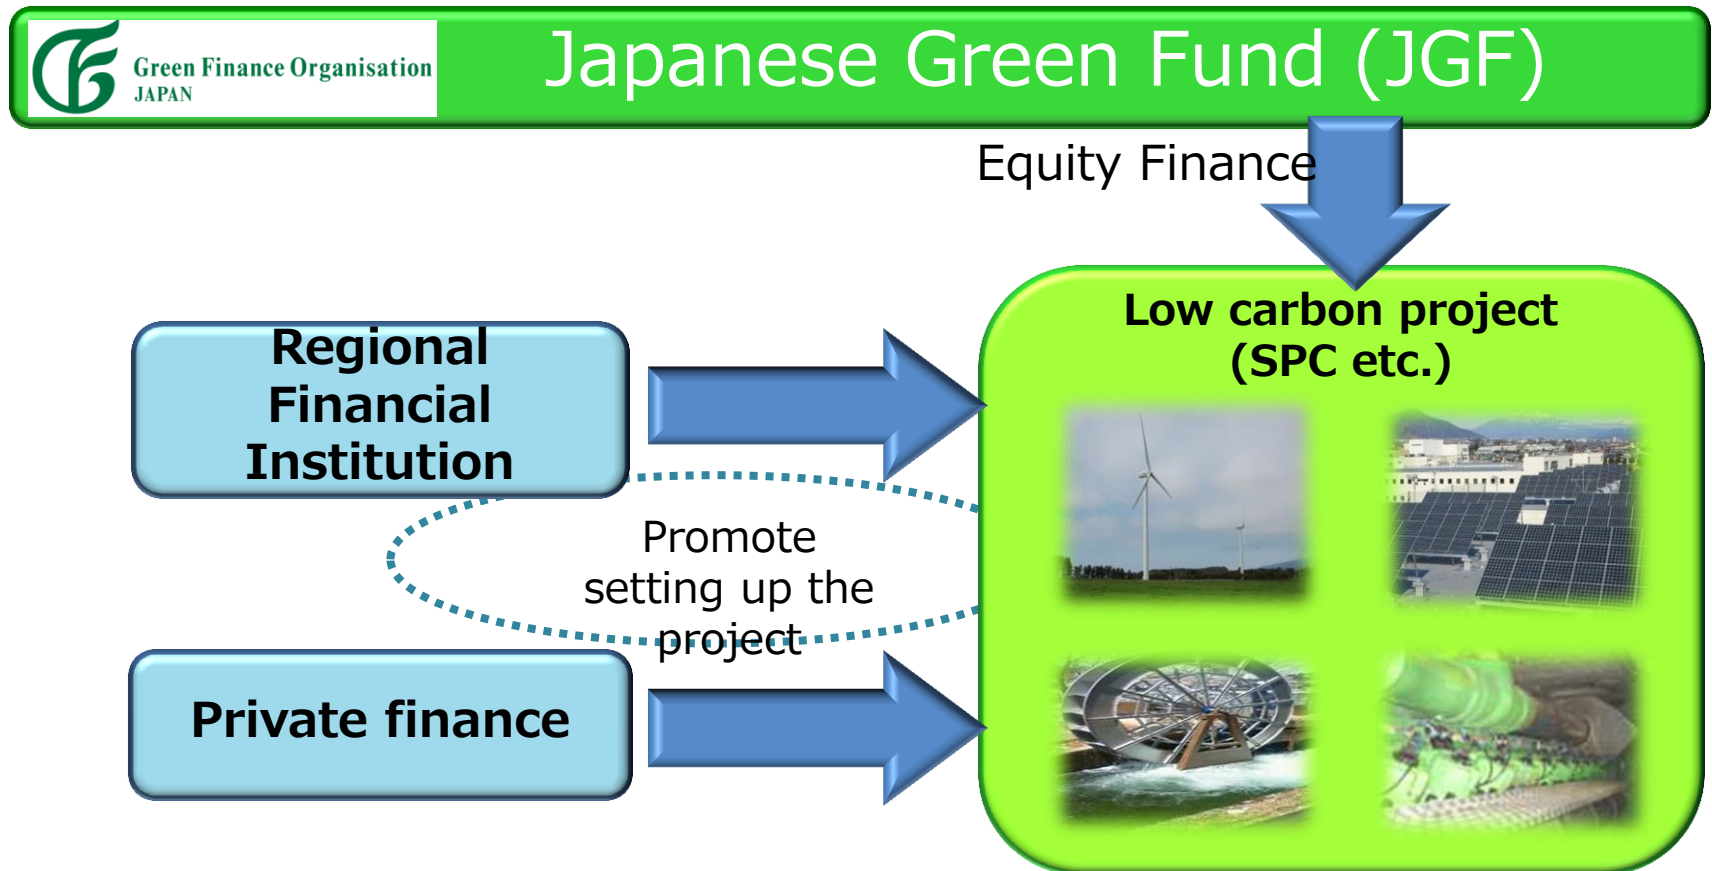 Green Finance Organisation
JAPAN
Japanese Green Fund (JGF)
Equity Finance
Low carbon project
(SPC etc.)
Regional
Financial
Institution
Promote
setting up the
project
Private finance